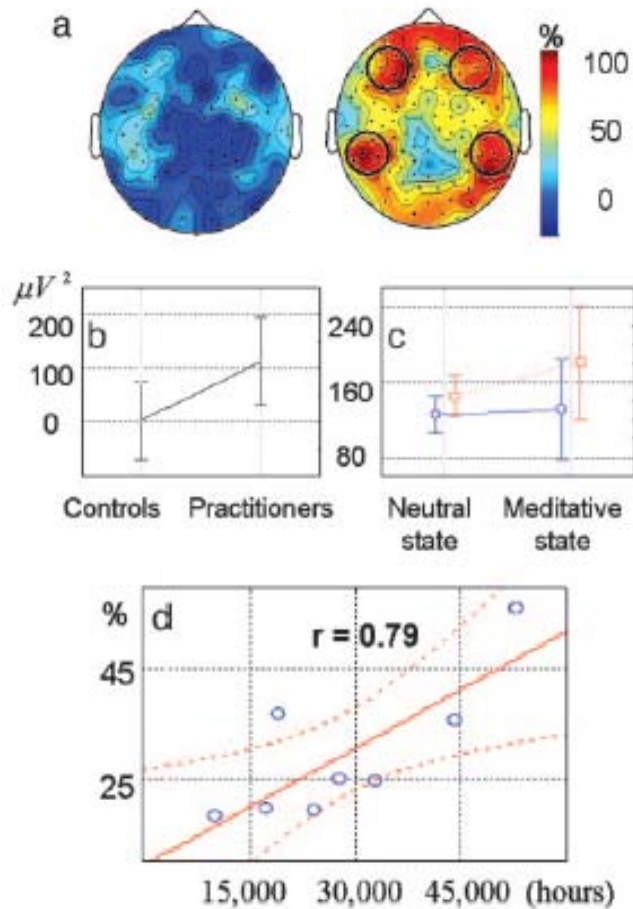 a
%
100
50
0
μV²
b
200
100
0
Controls Practitioners
c
240
160
80
Neutral state
Meditative state
% d
r = 0.79
45
25
15,000 30,000 45,000 (hours)